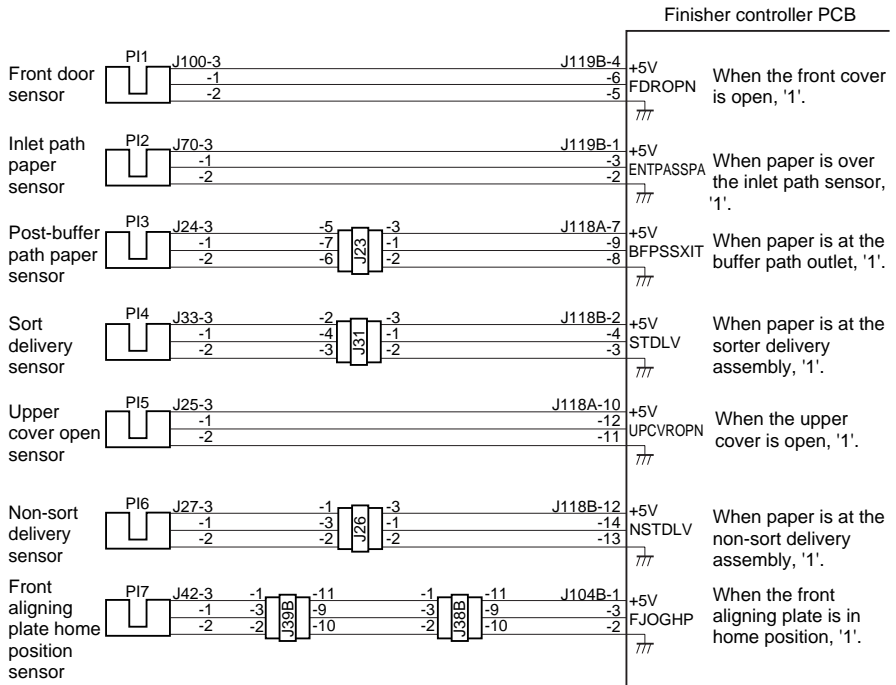 Finisher controller PCB
Front door
sensor
PI1
J100-3
-1
-2
J119B-4
-6
-5
+5V
FDROPN
When the front cover
is open, '1'.
Inlet path
paper
sensor
PI2
J70-3
-1
-2
J119B-1
-3
-2
+5V
ENTPASSPA
When paper is over
the inlet path sensor,
'1'.
Post-buffer
path paper
sensor
PI3
J24-3
-1
-2
-5
-7
-6
J23
-3
-1
-2
J118A-7
-9
-8
+5V
BFPSSXIT
When paper is at the
buffer path outlet, '1'.
Sort
delivery
sensor
PI4
J33-3
-1
-2
-2
-4
-3
J31
-3
-1
-2
J118B-2
-4
-3
+5V
STDLV
When paper is at the
sorter delivery
assembly, '1'.
Upper
cover open
sensor
PI5
J25-3
-1
-2
J118A-10
-12
-11
+5V
UPCVROPN
When the upper
cover is open, '1'.
Non-sort
delivery
sensor
PI6
J27-3
-1
-2
-1
-3
-2
J26
-3
-1
-2
J118B-12
-14
-13
+5V
NSTDLV
When paper is at the
non-sort delivery
assembly, '1'.
Front
aligning
plate home
position
sensor
PI7
J42-3
-1
-2
-1
-3
-2
J39B
-11
-9
-10
-1
-3
-2
J38B
-11
-9
-10
J104B-1
-3
-2
+5V
FJOGHP
When the front
aligning plate is in
home position, '1'.